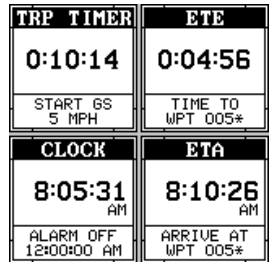 TRP TIMER
0:10:14
START GS
5 MPH
ETE
0:04:56
TIME TO
WPT 005*
CLOCK
8:05:31
AM
ALARM OFF
12:00:00 AM
ETA
8:10:26
AM
ARRIVE AT
WPT 005*